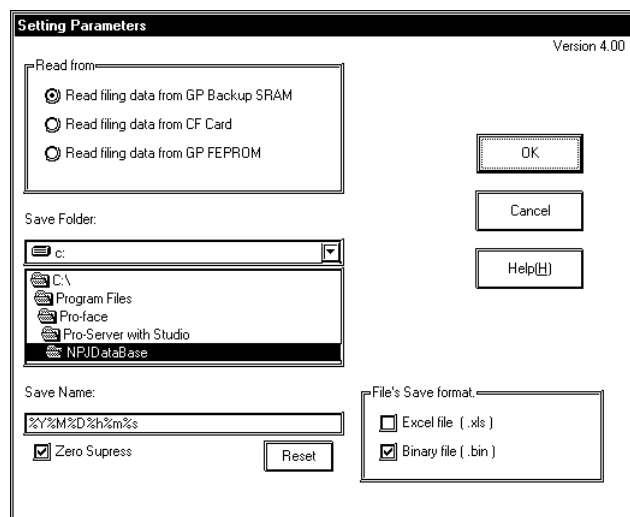 Setting Parameters
Version 4.00
Read from
Read filing data from GP Backup SRAM
Read filing data from CF Card
Read filing data from GP FEPROM
OK
Cancel
Help(H)
Save Folder:
c:
C:\
Program Files
Pro-face
Pro-Server with Studio
NPJDataBase
Save Name:
%Y%M%D%h%m%s
Zero Supress
Reset
File's Save format.
Excel file ( .xls )
Binary file ( .bin )